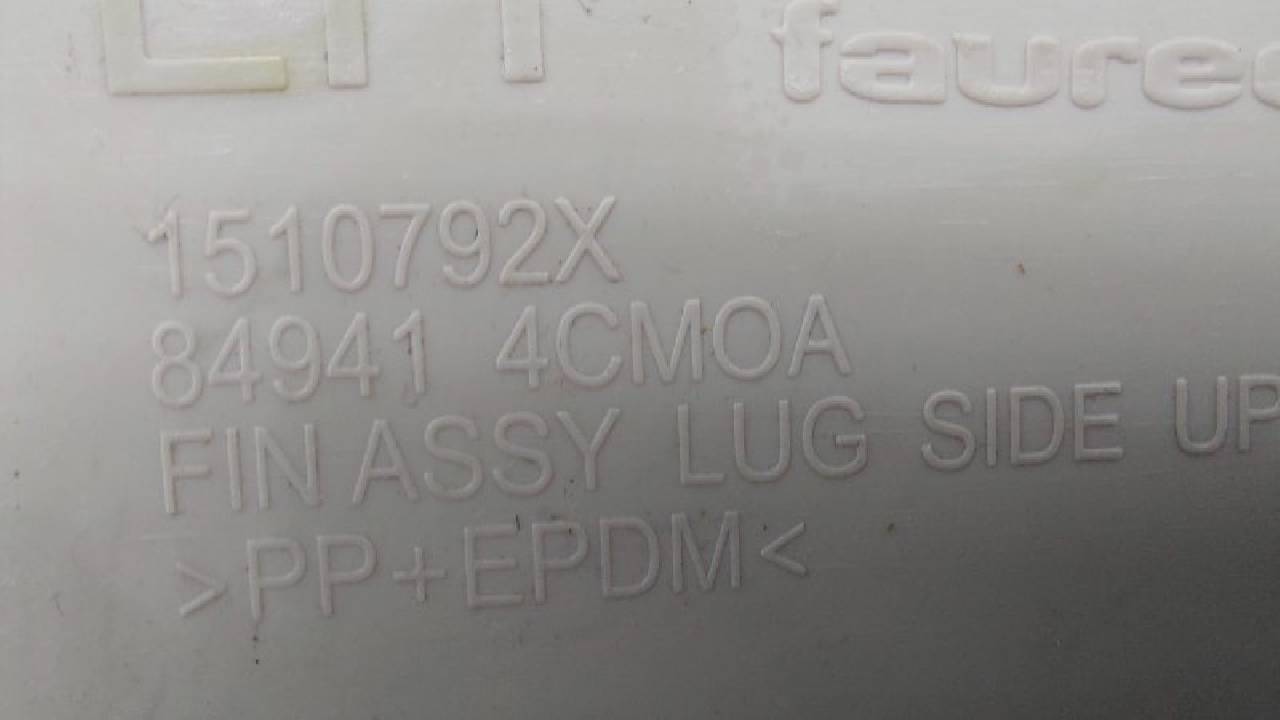 faurec
1510792X
84941 4CMOA
FIN ASSY LUG SIDE UP
>PP+EPDM<